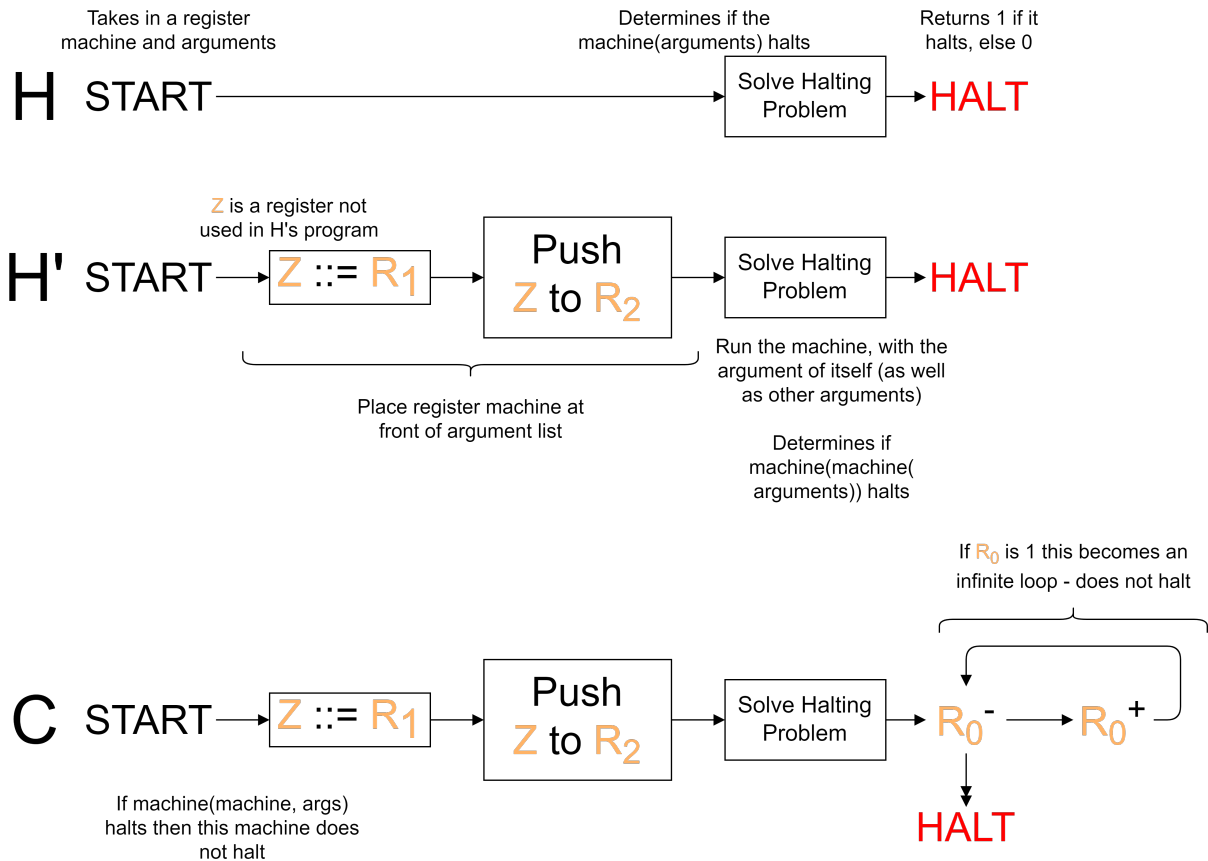 Takes in a register
machine and arguments
Determines if the
machine(arguments) halts
Returns 1 if it
halts, else 0
H START
Solve Halting
Problem
HALT
Z is a register not
used in H's program
H' START
Z ::= R1
Push
Z to R2
Solve Halting
Problem
HALT
Place register machine at
front of argument list
Run the machine, with the
argument of itself (as well
as other arguments)
Determines if
machine(machine(
arguments)) halts
If R0 is 1 this becomes an
infinite loop - does not halt
C START
Z ::= R1
Push
Z to R2
Solve Halting
Problem
R0- R0+
HALT
If machine(machine, args)
halts then this machine does
not halt